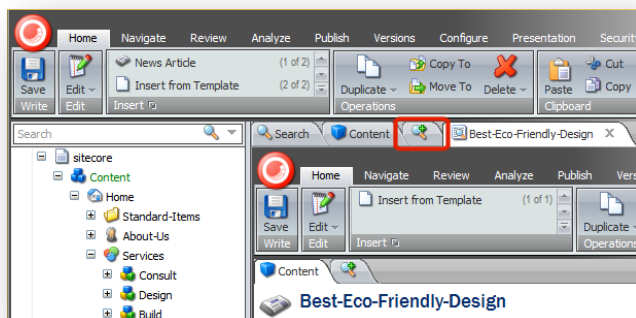 Home Navigate Review Analyze Publish Versions Configure Presentation Security
Save Edit News Article (1 of 2) Duplicate Copy To Delete Paste Cut
Insert from Template (2 of 2) Move To Copy
Write Edit Insert Operations Clipboard
Search Search Content Best-Eco-Friendly-Design X
sitecore
Content
Home Navigate Review Analyze Publish Vers
Home
Standard-Items
About-Us
Services
Consult
Design
Build
Save Edit Insert from Template (1 of 1) Duplicate
Write Edit Insert Operations
Content
Best-Eco-Friendly-Design